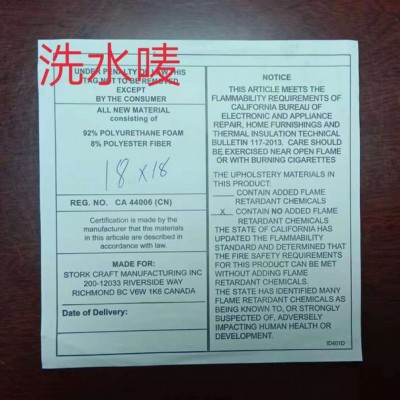 洗水唛
UNDER PENALTY OF LAW THIS
TAG NOT TO BE REMOVED
EXCEPT
BY THE CONSUMER
ALL NEW MATERIAL
consisting of
92% POLYURETHANE FOAM
8% POLYESTER FIBER
18 x 18
REG. NO. CA 44006 (CN)
Certification is made by the
manufacturer that the materials
in this article are described in
accordance with law.
MADE FOR:
STORK CRAFT MANUFACTURING INC
200-12033 RIVERSIDE WAY
RICHMOND BC V6W 1K6 CANADA
Date of Delivery:
NOTICE
THIS ARTICLE MEETS THE
FLAMMABILITY REQUIREMENTS OF
CALIFORNIA BUREAU OF
ELECTRONIC AND APPLIANCE
REPAIR, HOME FURNISHINGS AND
THERMAL INSULATION TECHNICAL
BULLETIN 117-2013. CARE SHOULD
BE EXERCISED NEAR OPEN FLAME
OR WITH BURNING CIGARETTES
THE UPHOLSTERY MATERIALS IN
THIS PRODUCT:
CONTAIN ADDED FLAME
RETARDANT CHEMICALS
X CONTAIN NO ADDED FLAME
RETARDANT CHEMICALS
THE STATE OF CALIFORNIA HAS
UPDATED THE FLAMMABILITY
STANDARD AND DETERMINED THAT
THE FIRE SAFETY REQUIREMENTS
FOR THIS PRODUCT CAN BE MET
WITHOUT ADDING FLAME
RETARDANT CHEMICALS.
THE STATE HAS IDENTIFIED MANY
FLAME RETARDANT CHEMICALS AS
BEING KNOWN TO, OR STRONGLY
SUSPECTED OF, ADVERSELY
IMPACTING HUMAN HEALTH OR
DEVELOPMENT.
ID401D